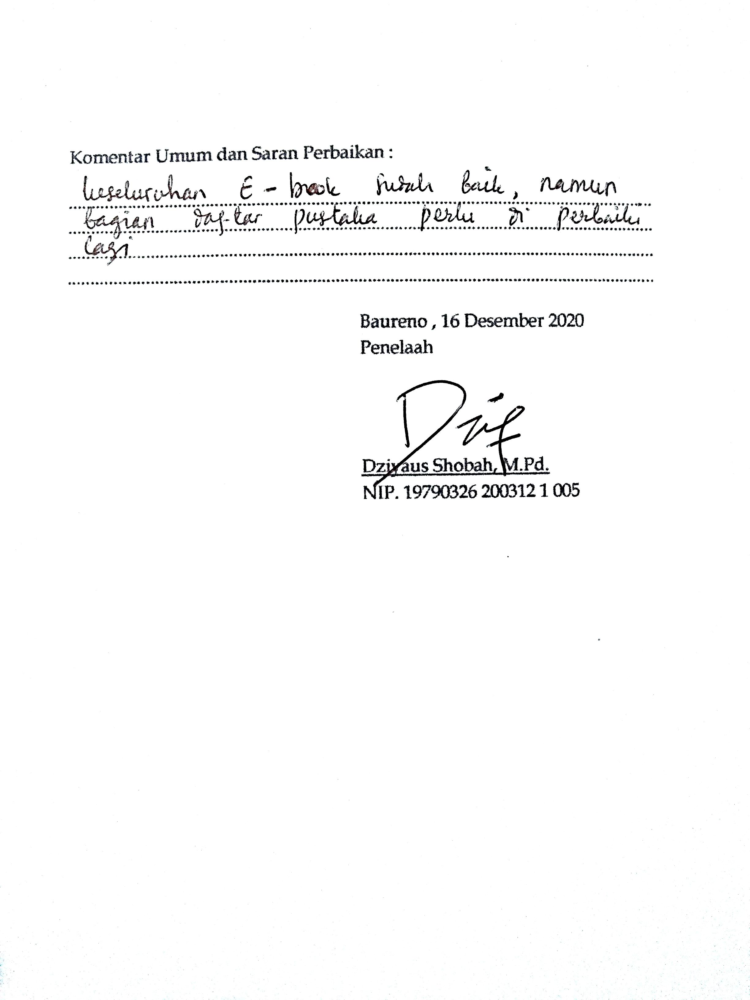 Komentar Umum dan Saran Perbaikan :
keseluruhan E - book sudah baik, namun
bagian daftar pustaka perlu di perbaiki
lagi
Baureno , 16 Desember 2020
Penelaah
Dziyaus Shobah, M.Pd.
NIP. 19790326 200312 1 005